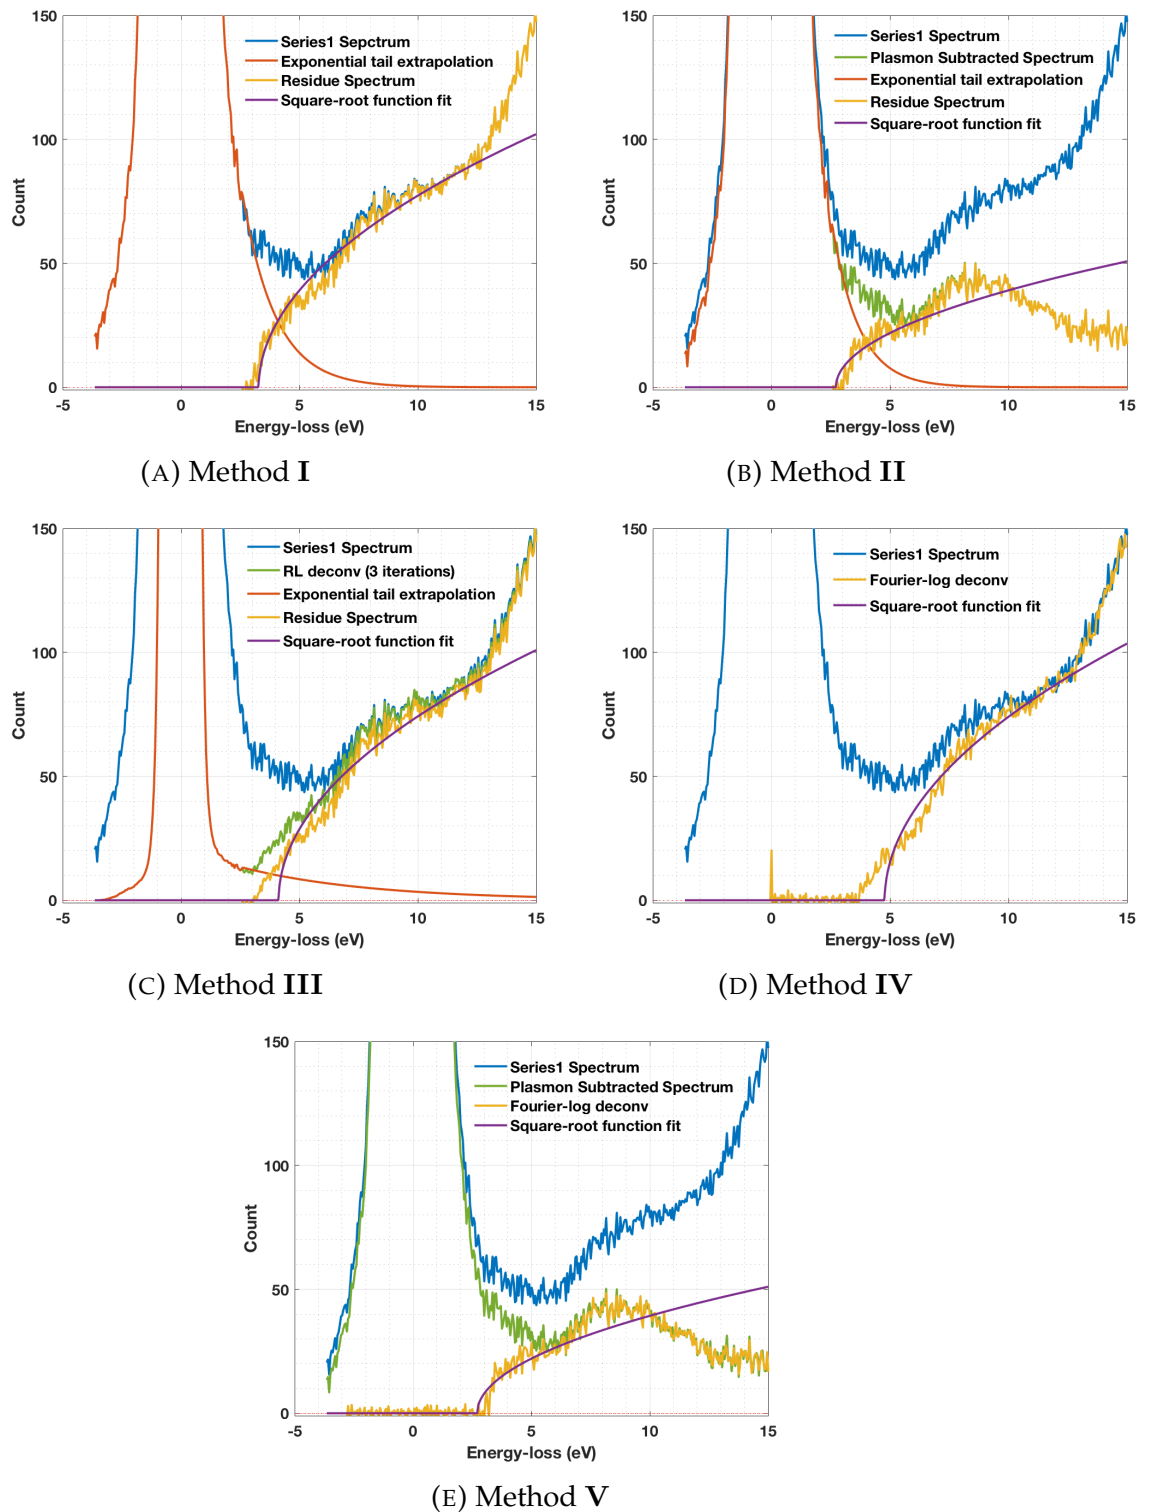 150
100
50
0
Count
Series1 Sepctrum
Exponential tail extrapolation
Residue Spectrum
Square-root function fit
-5 0 5 10 15
Energy-loss (eV)
(A) Method I
150
100
50
0
Count
Series1 Spectrum
Plasmon Subtracted Spectrum
Exponential tail extrapolation
Residue Spectrum
Square-root function fit
-5 0 5 10 15
Energy-loss (eV)
(B) Method II
150
100
50
0
Count
Series1 Spectrum
RL deconv (3 iterations)
Exponential tail extrapolation
Residue Spectrum
Square-root function fit
-5 0 5 10 15
Energy-loss (eV)
(C) Method III
150
100
50
0
Count
Series1 Spectrum
Fourier-log deconv
Square-root function fit
-5 0 5 10 15
Energy-loss (eV)
(D) Method IV
150
100
50
0
Count
Series1 Spectrum
Plasmon Subtracted Spectrum
Fourier-log deconv
Square-root function fit
-5 0 5 10 15
Energy-loss (eV)
(E) Method V